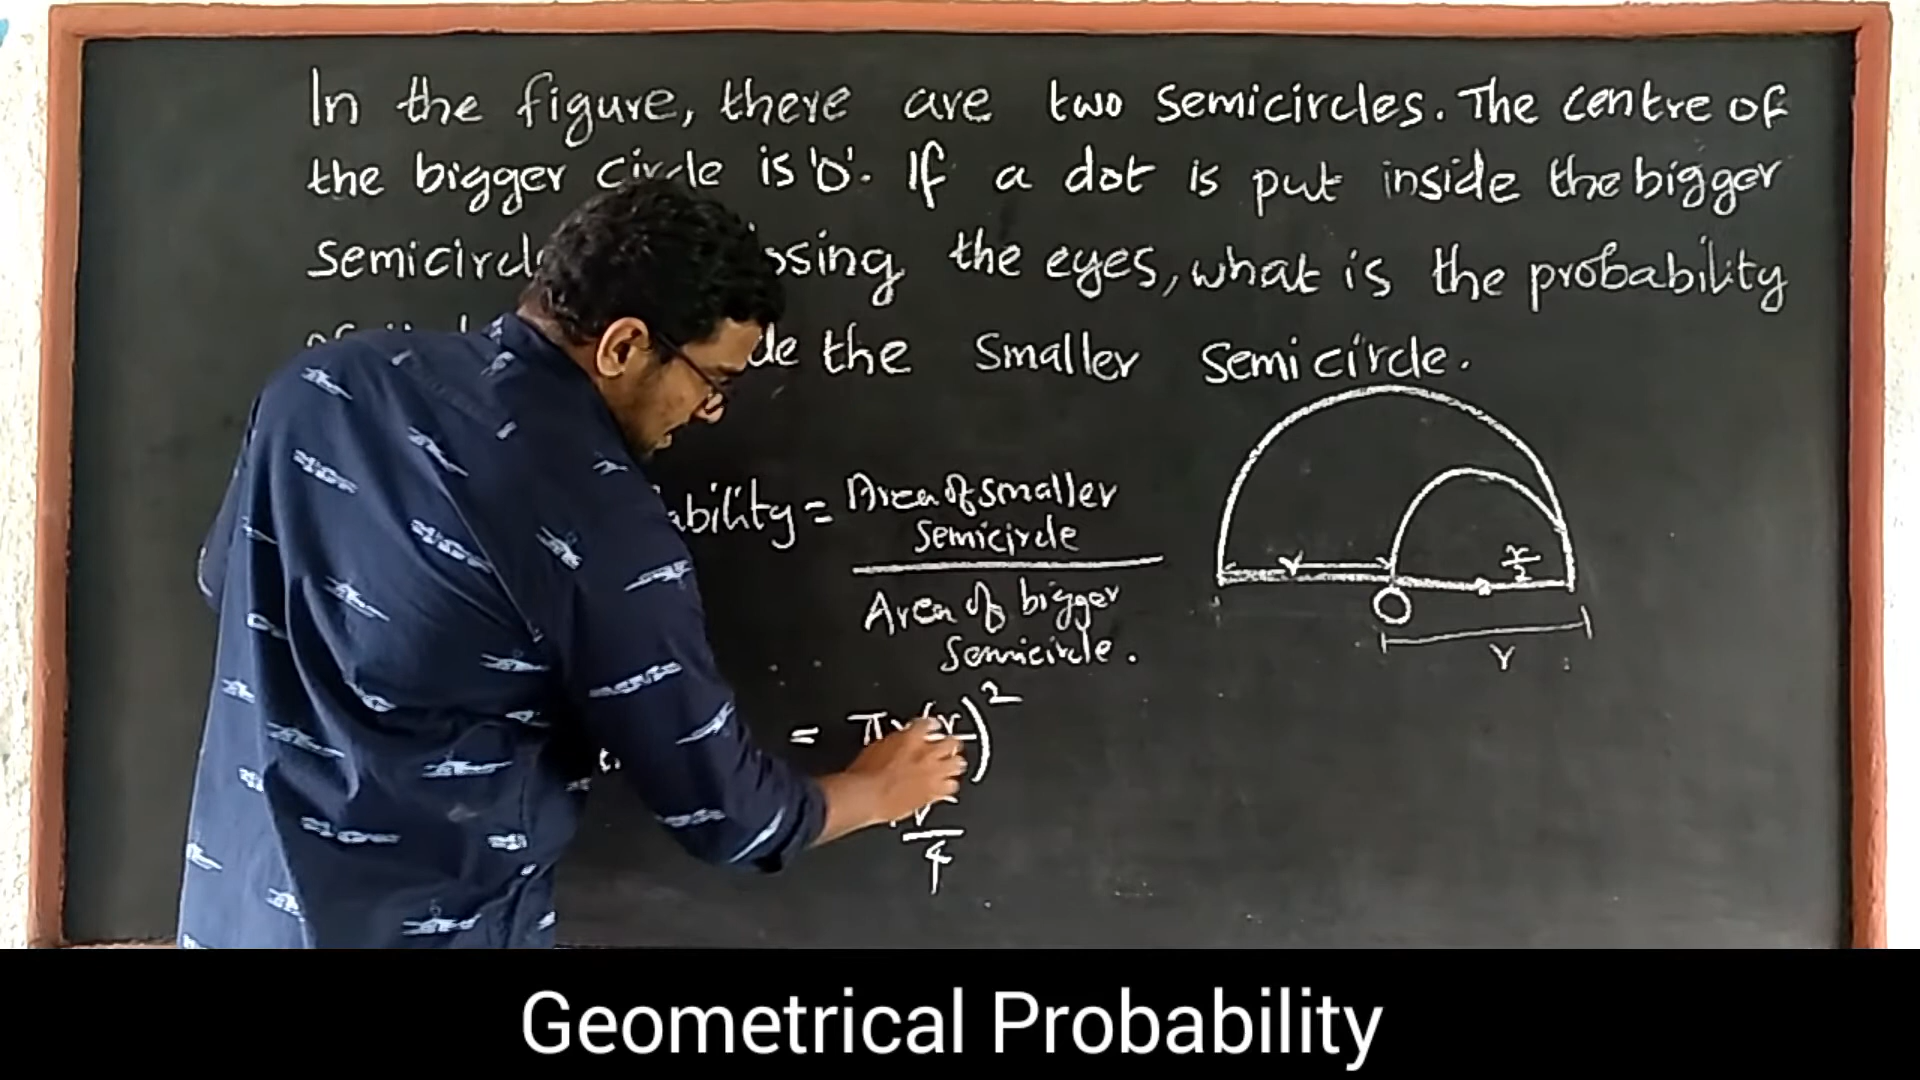 In the figure, there are two semicircles. The centre of
the bigger circle is 'O'. If a dot is put inside the bigger
the eyes, what is the probability
the smaller semicircle.
= Area of smaller
semicircle
Area of bigger
semicircle.
r
r/2
O
r
= π
)²
4
Geometrical Probability